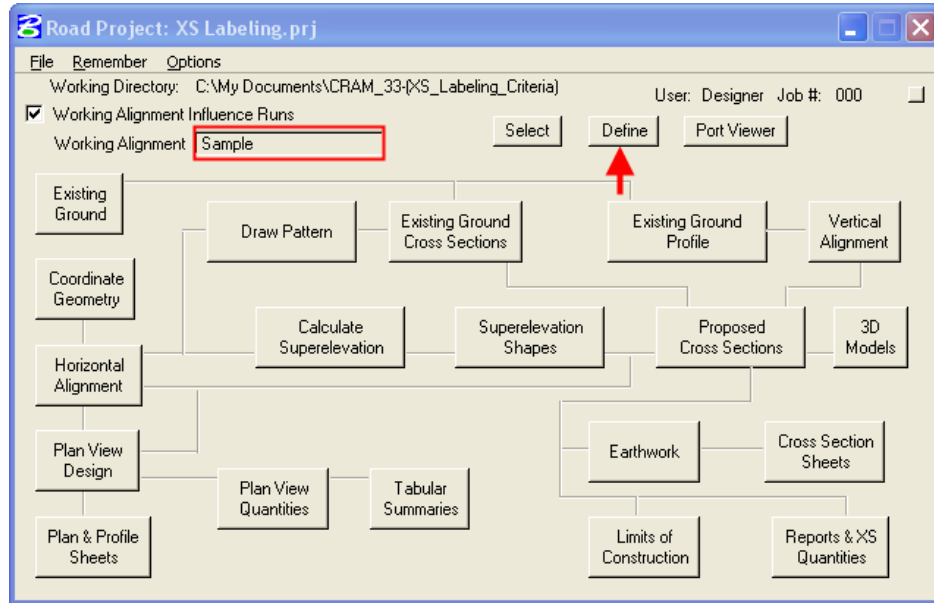 Road Project: XS Labeling.prj
File Remember Options
Working Directory: C:\My Documents\CRAM_33-(XS_Labeling_Criteria)
User: Designer Job #: 000
Working Alignment Influence Runs
Working Alignment Sample
Select
Define
Port Viewer
Existing
Ground
Draw Pattern
Existing Ground
Cross Sections
Existing Ground
Profile
Vertical
Alignment
Coordinate
Geometry
Calculate
Superelevation
Superelevation
Shapes
Proposed
Cross Sections
3D
Models
Horizontal
Alignment
Plan View
Design
Earthwork
Cross Section
Sheets
Plan View
Quantities
Tabular
Summaries
Plan & Profile
Sheets
Limits of
Construction
Reports & XS
Quantities